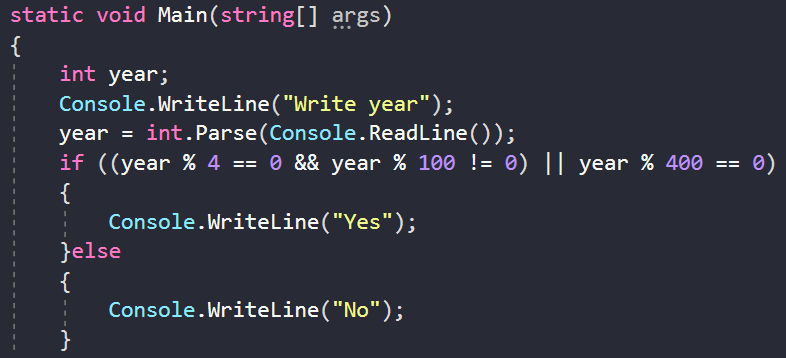 static void Main(string[] args)
{
int year;
Console.WriteLine("Write year");
year = int.Parse(Console.ReadLine());
if ((year % 4 == 0 && year % 100 != 0) || year % 400 == 0)
{
Console.WriteLine("Yes");
}else
{
Console.WriteLine("No");
}